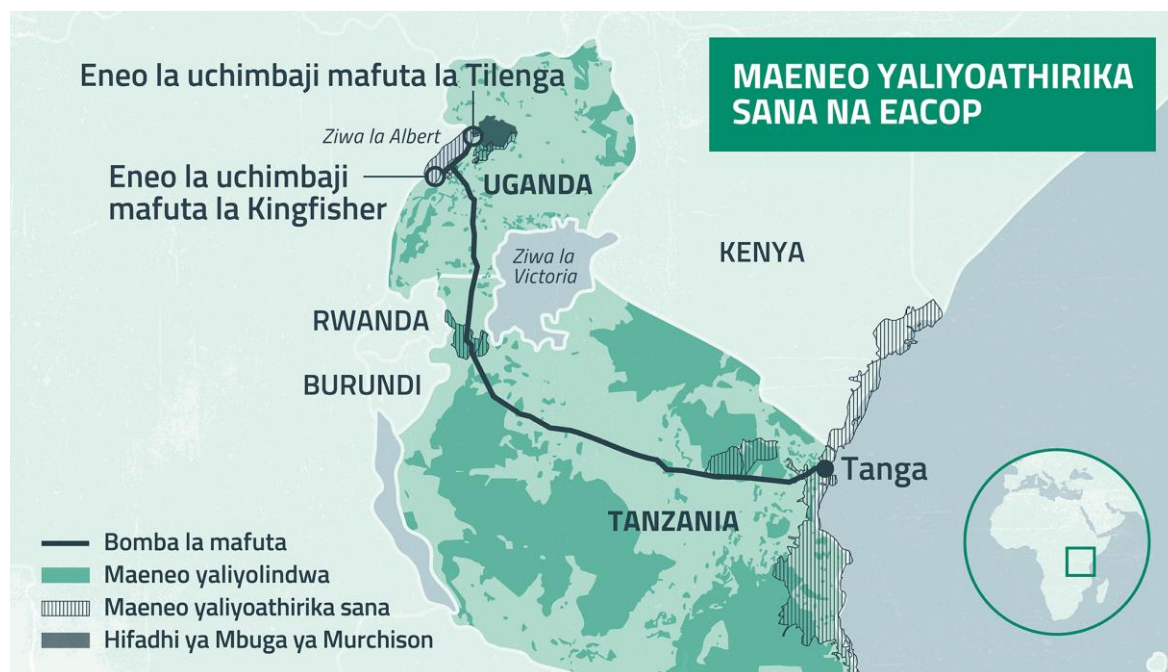 MAENEO YALIYOATHIRIKA
SANA NA EACOP
Eneo la uchimbaji mafuta la Tilenga
Ziwa la Albert
Eneo la uchimbaji
mafuta la Kingfisher
UGANDA
Ziwa la
Victoria
KENYA
RWANDA
BURUNDI
Tanga
TANZANIA
Bomba la mafuta
Maeneo yaliyolindwa
Maeneo yaliyoathirika sana
Hifadhi ya Mbuga ya Murchison